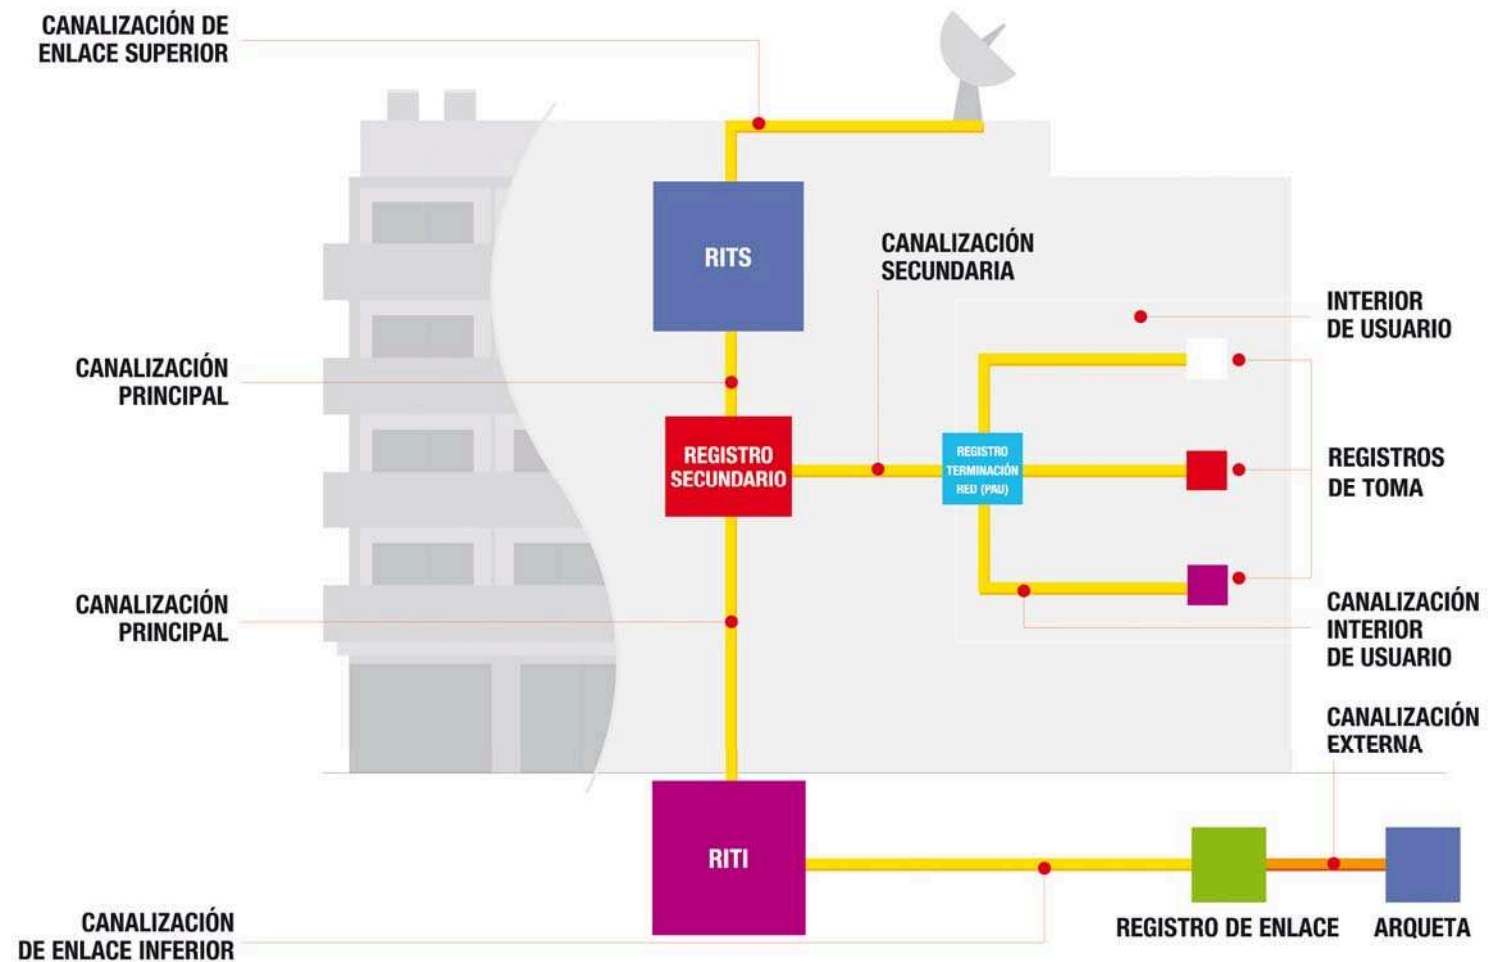 CANALIZACIÓN DE
ENLACE SUPERIOR
RITS
CANALIZACIÓN
SECUNDARIA
INTERIOR
DE USUARIO
CANALIZACIÓN
PRINCIPAL
REGISTRO
SECUNDARIO
REGISTRO
TERMINACIÓN
RED (PAU)
REGISTROS
DE TOMA
CANALIZACIÓN
PRINCIPAL
CANALIZACIÓN
INTERIOR
DE USUARIO
CANALIZACIÓN
EXTERNA
RITI
REGISTRO DE ENLACE
ARQUETA
CANALIZACIÓN
DE ENLACE INFERIOR